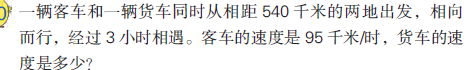 一辆客车和一辆货车同时从相距 540 千米的两地出发，相向
而行，经过 3 小时相遇。客车的速度是 95 千米/时，货车的速
度是多少？